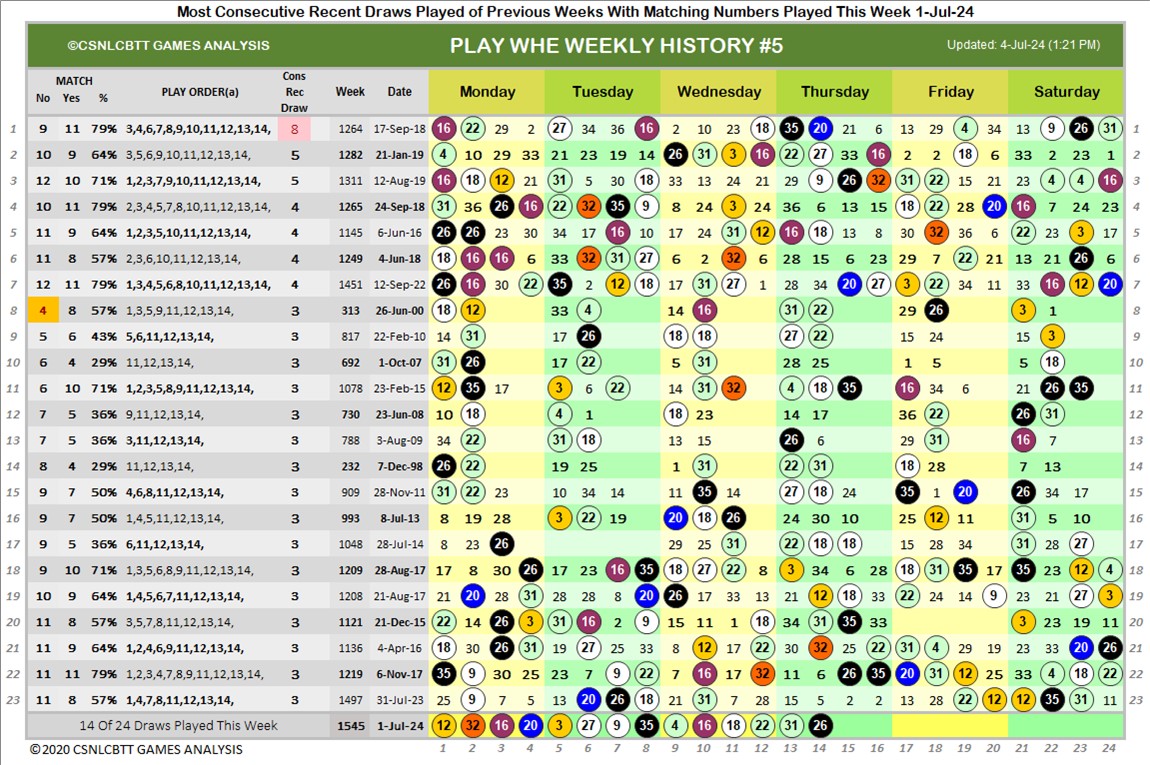 Most Consecutive Recent Draws Played of Previous Weeks With Matching Numbers Played This Week 1-Jul-24
©CSNLCBTT GAMES ANALYSIS PLAY WHE WEEKLY HISTORY #5 Updated: 4-Jul-24 (1:21 PM)
MATCH Cons
No Yes % PLAY ORDER(a) Rec Week Date Monday Tuesday Wednesday Thursday Friday Saturday
Draw
1 9 11 79% 3,4,6,7,8,9,10,11,12,13,14, 8 1264 17-Sep-18 16 22 29 2 27 34 36 16 2 10 23 18 35 20 21 6 13 29 4 34 13 9 26 31 1
2 10 9 64% 3,5,6,9,10,11,12,13,14, 5 1282 21-Jan-19 4 10 29 33 21 23 19 14 26 31 3 16 22 27 33 16 2 2 18 6 33 2 23 1 2
3 12 10 71% 1,2,3,7,9,10,11,12,13,14, 5 1311 12-Aug-19 16 18 12 21 31 5 30 18 33 13 24 21 29 9 26 32 31 22 15 21 23 4 4 16 3
4 10 11 79% 2,3,4,5,7,8,10,11,12,13,14, 4 1265 24-Sep-18 31 36 26 16 22 32 35 9 8 24 3 24 36 6 13 15 18 22 28 20 16 7 24 23 4
5 11 9 64% 1,2,3,5,10,11,12,13,14, 4 1145 6-Jun-16 26 26 23 30 34 17 16 10 17 24 31 12 16 18 13 8 30 32 36 6 22 23 3 17 5
6 11 8 57% 2,3,6,10,11,12,13,14, 4 1249 4-Jun-18 18 16 16 6 33 32 31 27 6 2 32 6 28 15 6 23 29 7 22 21 13 21 26 6 6
7 12 11 79% 1,3,4,5,6,8,10,11,12,13,14, 4 1451 12-Sep-22 26 16 30 22 35 2 12 18 17 31 27 1 28 34 20 27 3 22 34 11 33 16 12 20 7
8 4 8 57% 1,3,5,9,11,12,13,14, 3 313 26-Jun-00 18 12 33 4 14 16 31 22 29 26 3 1 8
9 5 6 43% 5,6,11,12,13,14, 3 817 22-Feb-10 14 31 17 26 18 18 27 22 15 24 15 3 9
10 6 4 29% 11,12,13,14, 3 692 1-Oct-07 31 26 17 22 5 31 28 25 1 5 5 18 10
11 6 10 71% 1,2,3,5,8,9,11,12,13,14, 3 1078 23-Feb-15 12 35 17 3 6 22 14 31 32 4 18 35 16 34 6 21 26 35 11
12 7 5 36% 9,11,12,13,14, 3 730 23-Jun-08 10 18 4 1 18 23 14 17 36 22 26 31 12
13 7 5 36% 3,11,12,13,14, 3 788 3-Aug-09 34 22 31 18 13 15 26 6 29 31 16 7 13
14 8 4 29% 11,12,13,14, 3 232 7-Dec-98 26 22 19 25 1 31 22 31 18 28 7 13 14
15 9 7 50% 4,6,8,11,12,13,14, 3 909 28-Nov-11 31 22 23 10 34 14 11 35 14 27 18 24 35 1 20 26 34 17 15
16 9 7 50% 1,4,5,11,12,13,14, 3 993 8-Jul-13 8 19 28 3 22 19 20 18 26 24 30 10 25 12 11 31 5 10 16
17 9 5 36% 6,11,12,13,14, 3 1048 28-Jul-14 8 23 26 29 25 31 22 18 18 15 28 34 31 28 27 17
18 9 10 71% 1,3,5,6,8,9,11,12,13,14, 3 1209 28-Aug-17 17 8 30 26 17 23 16 35 18 27 22 8 3 34 6 28 18 31 35 17 35 23 12 4 18
19 10 9 64% 1,4,5,6,7,11,12,13,14, 3 1208 21-Aug-17 21 20 28 31 28 28 8 20 26 17 33 13 21 12 18 33 22 24 14 9 23 21 27 3 19
20 11 8 57% 3,5,7,8,11,12,13,14, 3 1121 21-Dec-15 22 14 26 3 31 16 2 9 15 11 1 18 34 31 35 33 3 23 19 11 20
21 11 9 64% 1,2,4,6,9,11,12,13,14, 3 1136 4-Apr-16 18 30 26 31 19 27 25 33 8 12 17 22 30 32 25 22 31 4 29 19 23 33 20 26 21
22 11 11 79% 1,2,3,4,7,8,9,11,12,13,14, 3 1219 6-Nov-17 35 9 30 25 23 7 9 22 7 16 17 32 11 6 26 35 20 31 12 25 33 4 18 22 22
23 11 8 57% 1,4,7,8,11,12,13,14, 3 1497 31-Jul-23 25 9 7 5 13 20 26 18 21 31 7 28 15 5 2 2 13 28 22 12 12 35 31 11 23
14 Of 24 Draws Played This Week 1545 1-Jul-24 12 32 16 20 3 27 9 35 4 16 18 22 31 26
©2020 CSNLCBTT GAMES ANALYSIS 1 2 3 4 5 6 7 8 9 10 11 12 13 14 15 16 17 18 19 20 21 22 23 24